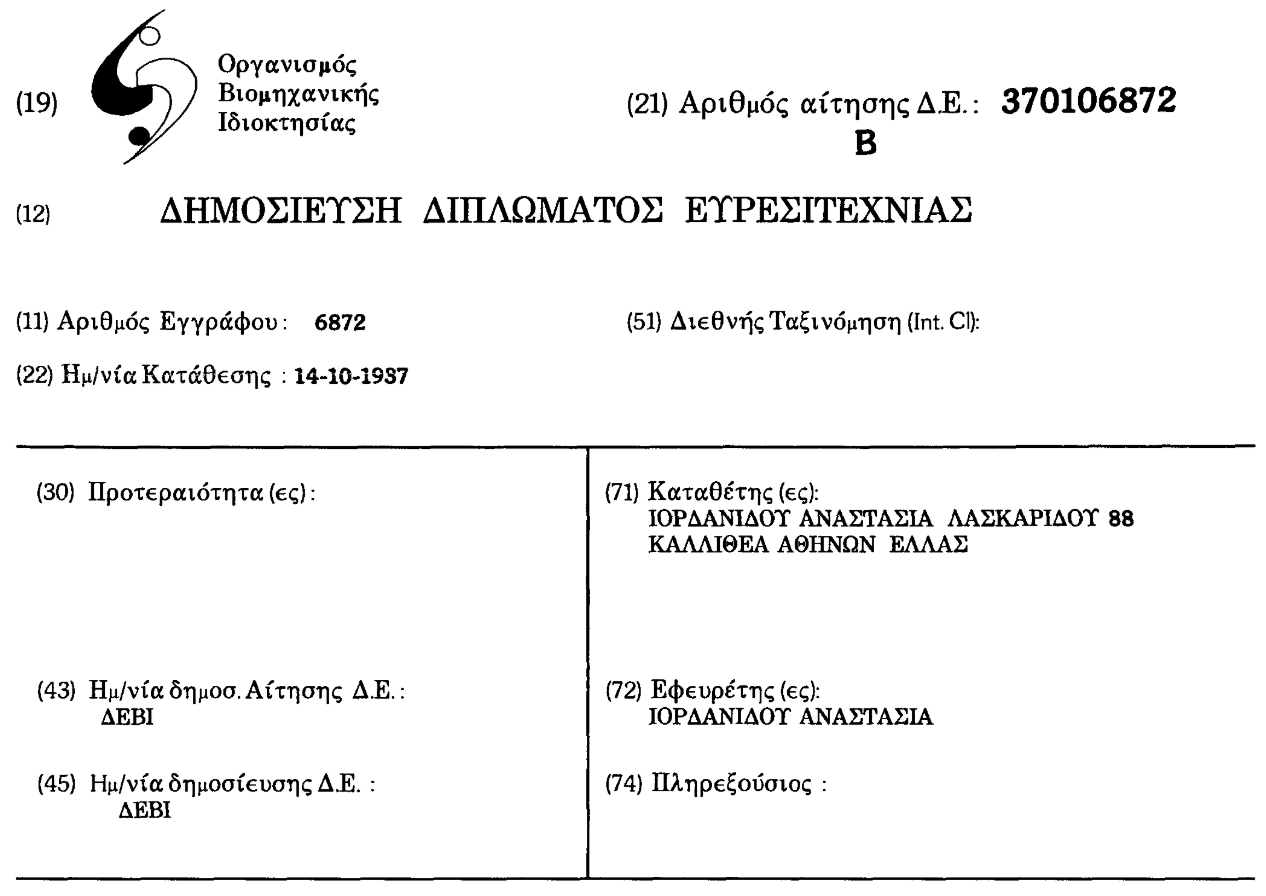 (19)
Οργανισμός
Βιομηχανικής
Ιδιοκτησίας
(21) Αριθμός αίτησης Δ.Ε.: 370106872
B
(12) ΔΗΜΟΣΙΕΥΣΗ ΔΙΠΛΩΜΑΤΟΣ ΕΥΡΕΣΙΤΕΧΝΙΑΣ
(11) Αριθμός Εγγράφου: 6872
(51) Διεθνής Ταξινόμηση (Int. Cl):
(22) Ημ/νία Κατάθεσης : 14-10-1937
(30) Προτεραιότητα (ες):
(71) Καταθέτης (ες):
ΙΟΡΔΑΝΙΔΟΥ ΑΝΑΣΤΑΣΙΑ ΛΑΣΚΑΡΙΔΟΥ 88
ΚΑΛΛΙΘΕΑ ΑΘΗΝΩΝ ΕΛΛΑΣ
(43) Ημ/νία δημοσ. Αίτησης Δ.Ε.:
ΔΕΒΙ
(72) Εφευρέτης (ες):
ΙΟΡΔΑΝΙΔΟΥ ΑΝΑΣΤΑΣΙΑ
(45) Ημ/νία δημοσίευσης Δ.Ε. :
ΔΕΒΙ
(74) Πληρεξούσιος :